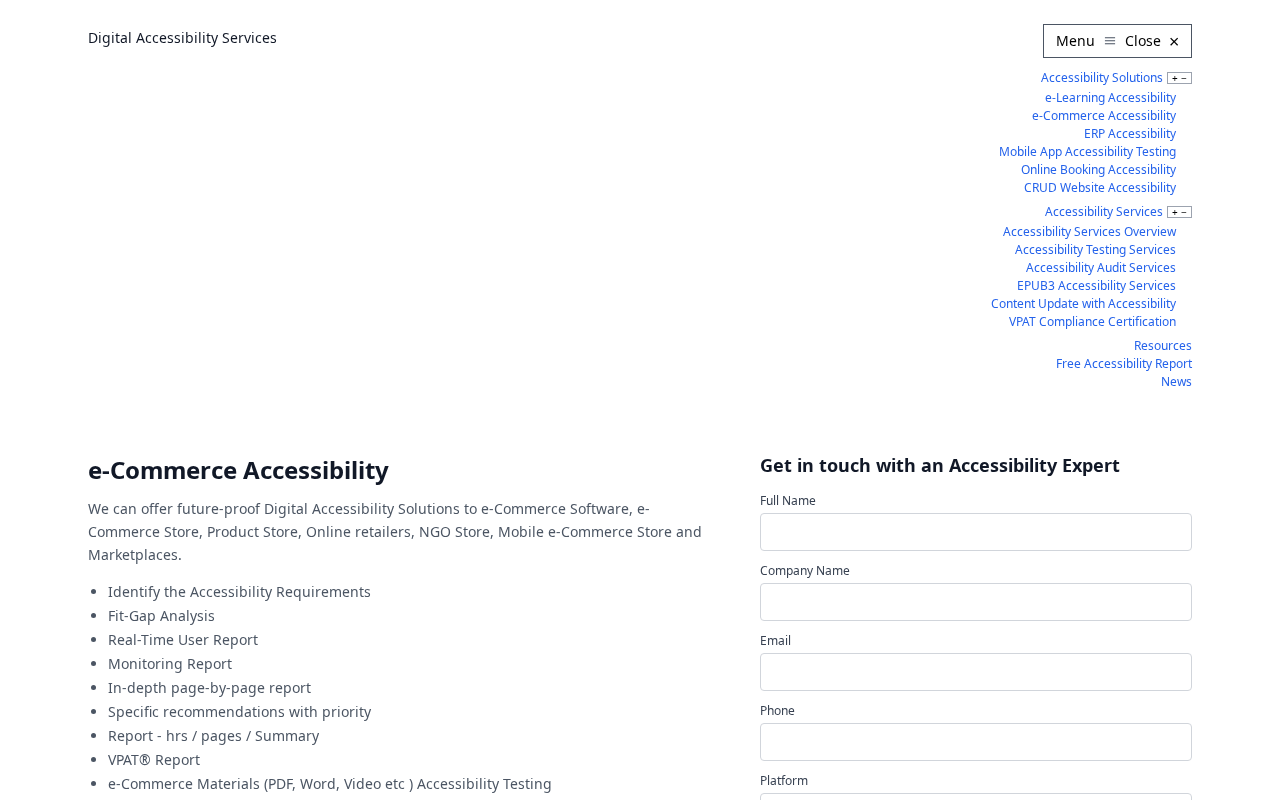 Digital Accessibility Services
Menu ≡ Close ×
Accessibility Solutions + −
e-Learning Accessibility
e-Commerce Accessibility
ERP Accessibility
Mobile App Accessibility Testing
Online Booking Accessibility
CRUD Website Accessibility
Accessibility Services + −
Accessibility Services Overview
Accessibility Testing Services
Accessibility Audit Services
EPUB3 Accessibility Services
Content Update with Accessibility
VPAT Compliance Certification
Resources
Free Accessibility Report
News
e-Commerce Accessibility
We can offer future-proof Digital Accessibility Solutions to e-Commerce Software, e-
Commerce Store, Product Store, Online retailers, NGO Store, Mobile e-Commerce Store and
Marketplaces.
• Identify the Accessibility Requirements
• Fit-Gap Analysis
• Real-Time User Report
• Monitoring Report
• In-depth page-by-page report
• Specific recommendations with priority
• Report - hrs / pages / Summary
• VPAT® Report
• e-Commerce Materials (PDF, Word, Video etc ) Accessibility Testing
Get in touch with an Accessibility Expert
Full Name
Company Name
Email
Phone
Platform